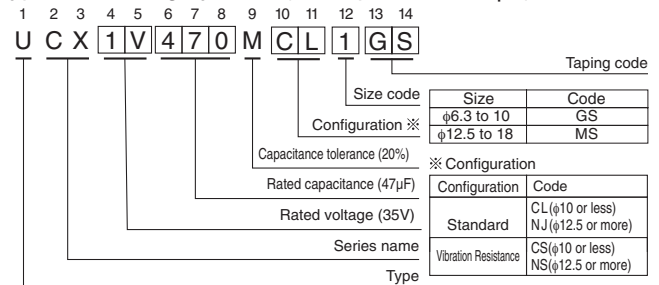 1 2 3 4 5 6 7 8 9 10 11 12 13 14
U C X 1 V 4 7 0 M C L 1 G S
Taping code
Size code
Size Code
ϕ6.3 to 10 GS
ϕ12.5 to 18 MS
Configuration ※
Capacitance tolerance (20%)
※ Configuration
Rated capacitance (47µF)
Configuration Code
Rated voltage (35V)
Standard CL(ϕ10 or less)
NJ(ϕ12.5 or more)
Series name
Vibration Resistance CS(ϕ10 or less)
NS(ϕ12.5 or more)
Type